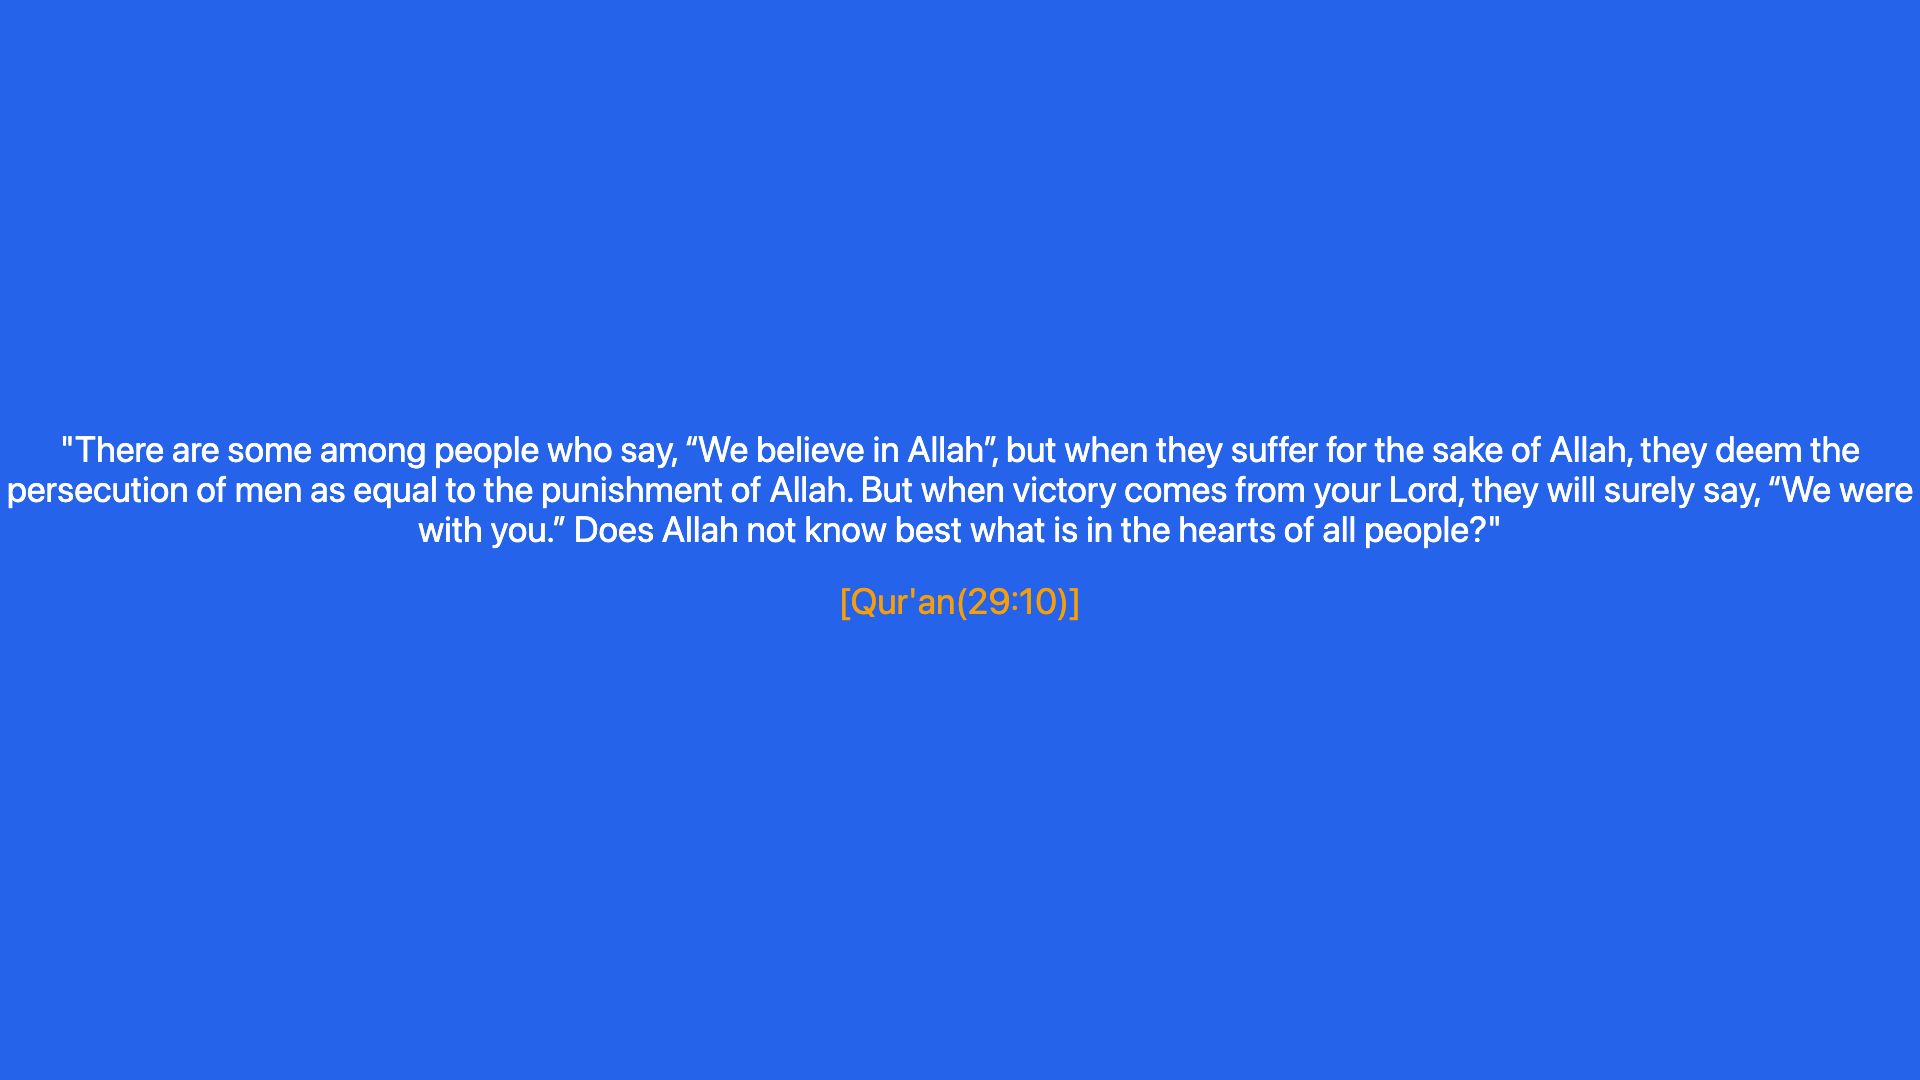 "There are some among people who say, “We believe in Allah”, but when they suffer for the sake of Allah, they deem the
persecution of men as equal to the punishment of Allah. But when victory comes from your Lord, they will surely say, “We were
with you.” Does Allah not know best what is in the hearts of all people?"
[Qur'an(29:10)]